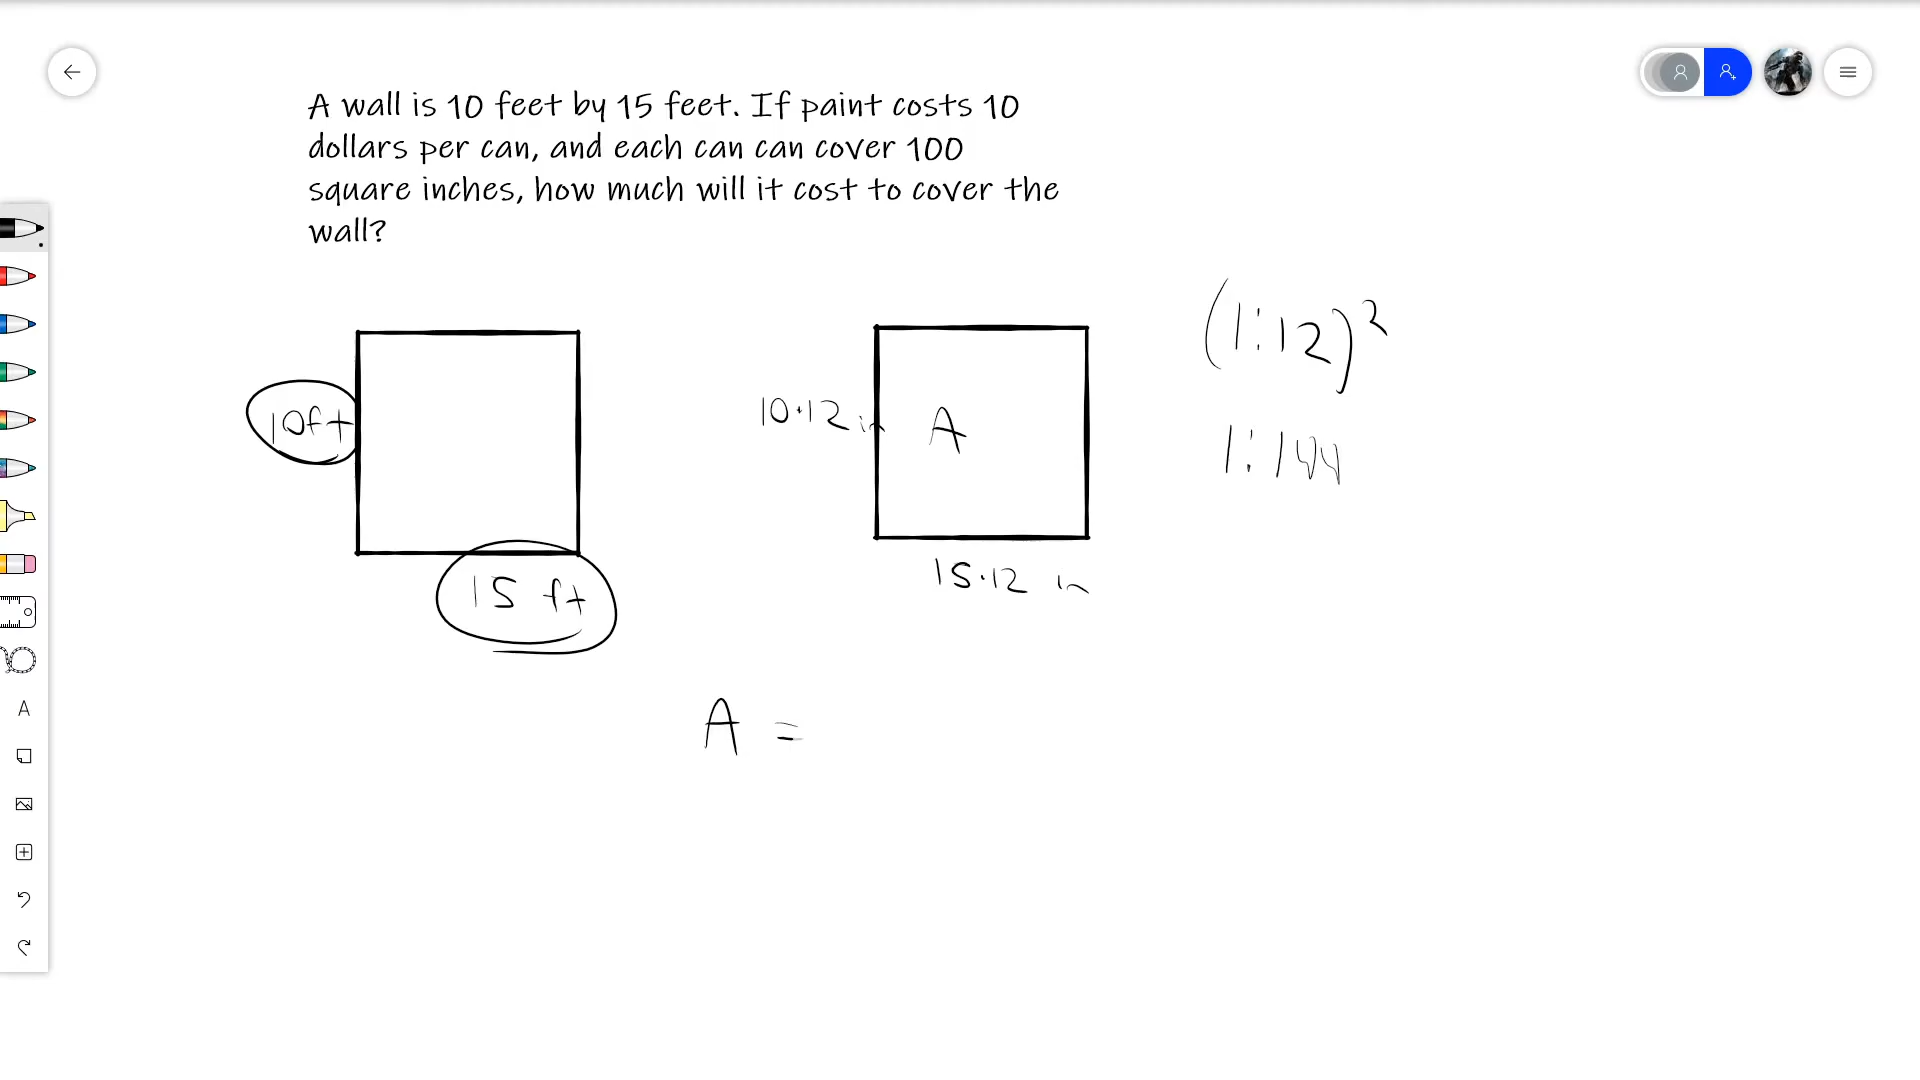 A wall is 10 feet by 15 feet. If paint costs 10
dollars per can, and each can can cover 100
square inches, how much will it cost to cover the
wall?
(1:12)²
10ft
10·12 in
A
1:144
15 ft
15·12 in
A =
A